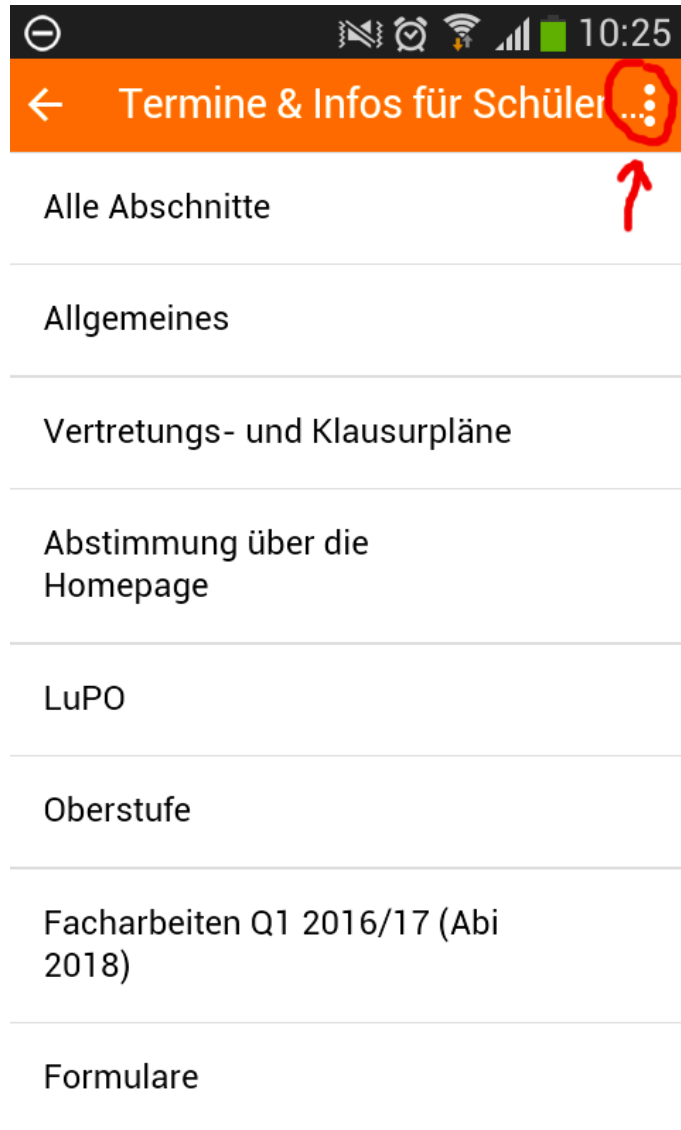 10:25
Termine & Infos für Schüler ...
Alle Abschnitte
Allgemeines
Vertretungs- und Klausurpläne
Abstimmung über die
Homepage
LuPO
Oberstufe
Facharbeiten Q1 2016/17 (Abi
2018)
Formulare